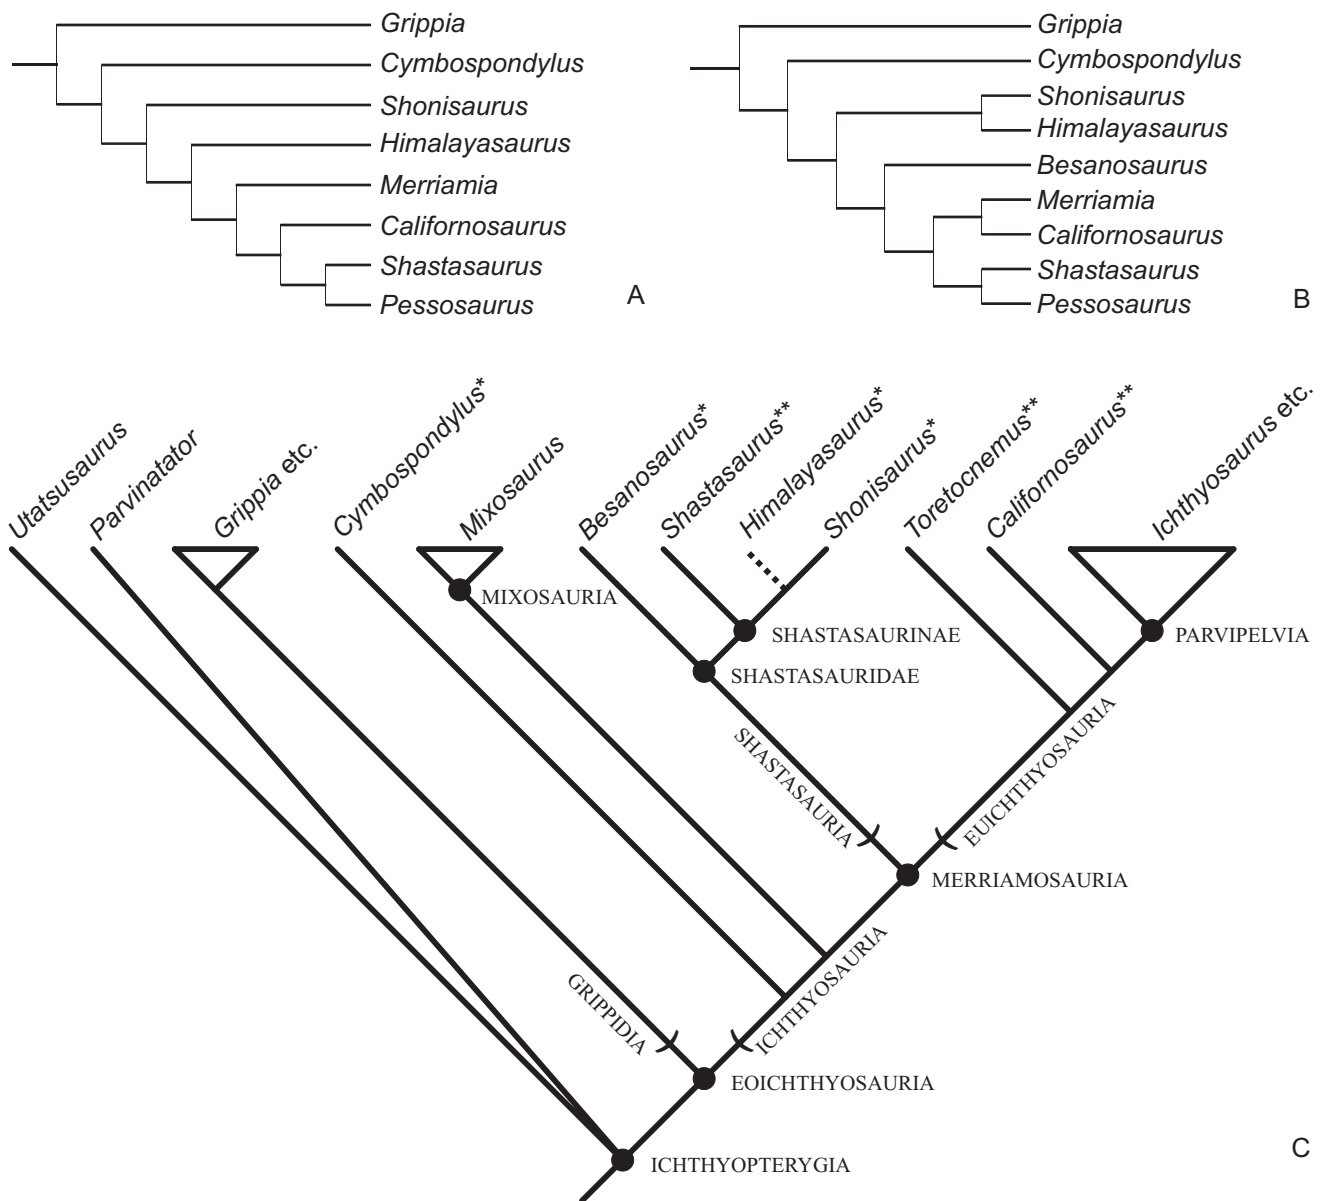 Grippia
Cymbospondylus
Shonisaurus
Himalayasaurus
Merriamia
Californosaurus
Shastasaurus
Pessosaurus
A
Grippia
Cymbospondylus
Shonisaurus
Himalayasaurus
Besanosaurus
Merriamia
Californosaurus
Shastasaurus
Pessosaurus
B
Utatsusaurus
Parvinatator
Grippia etc.
Cymbospondylus*
Mixosaurus
Besanosaurus*
Shastasaurus**
Himalayasaurus*
Shonisaurus*
Toretocnemus**
Californosaurus**
Ichthyosaurus etc.
MIXOSAURIA
SHASTASAURINAE
PARVIPELVIA
SHASTASAURIDAE
SHASTASAURIA
EUICHTHYOSAURIA
MERRIAMOSAURIA
GRIPPIDIA
ICHTHYOSAURIA
EOICHTHYOSAURIA
ICHTHYOPTERYGIA
C